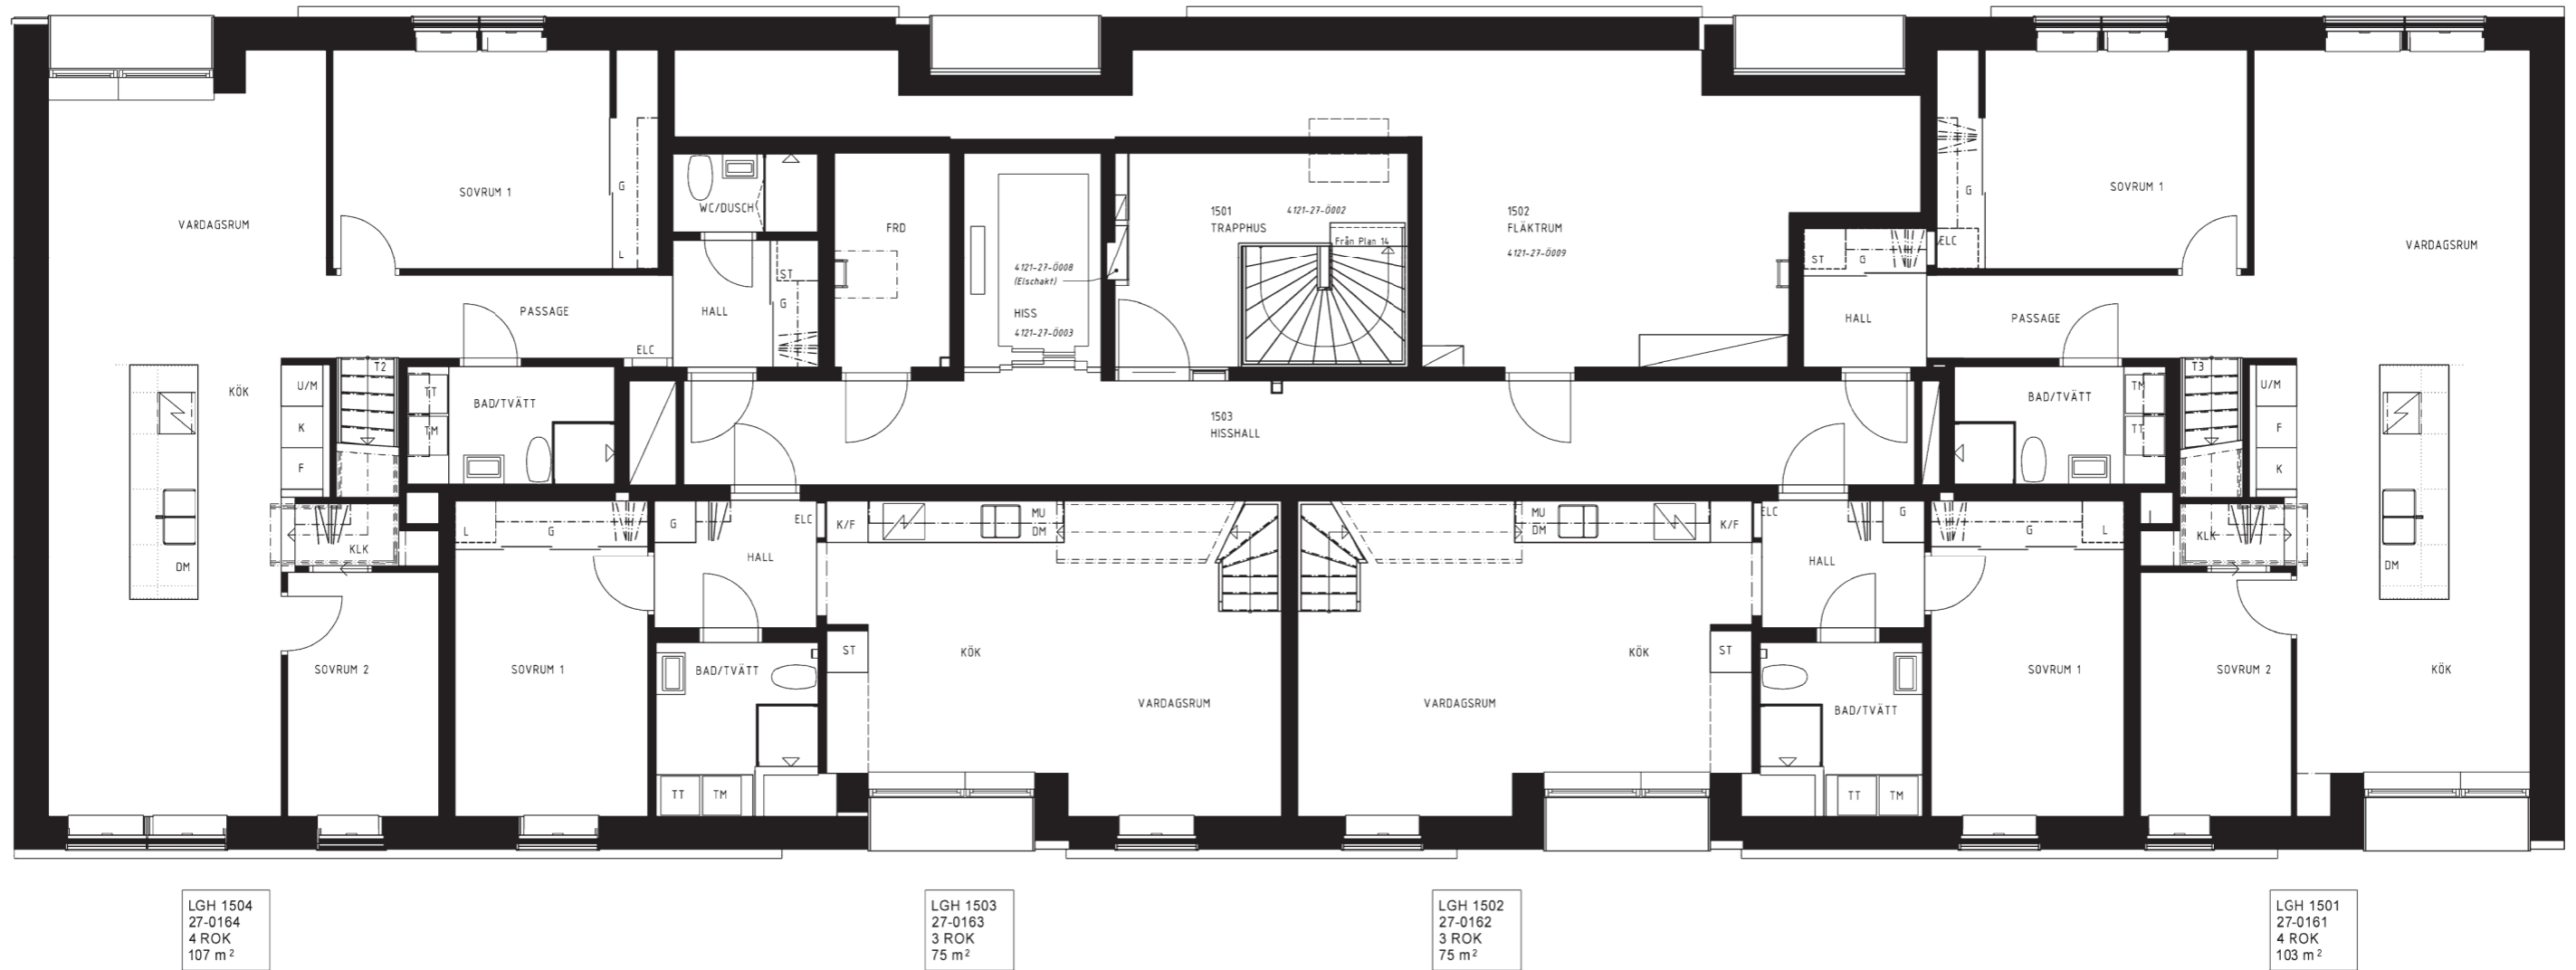 VARDAGSRUM
SOVRUM 1
G
L
WC/DUSCH
ST
G
HALL
PASSAGE
ELC
FRD
4121-27-Ö008
(Elschakt)
HISS
4121-27-Ö003
1501
TRAPPHUS
4121-27-Ö002
Från Plan 14
1502
FLÄKTRUM
4121-27-Ö009
ST
G
ELC
G
SOVRUM 1
VARDAGSRUM
HALL
PASSAGE
KÖK
U/M
K
F
T2
TT
TM
BAD/TVÄTT
1503
HISSHALL
BAD/TVÄTT
TM
TT
T3
U/M
F
K
DM
KLK
L
G
G
ELC
K/F
MU
DM
MU
DM
K/F
ELC
G
G
L
KLK
DM
HALL
HALL
SOVRUM 2
SOVRUM 1
BAD/TVÄTT
ST
KÖK
VARDAGSRUM
VARDAGSRUM
KÖK
ST
BAD/TVÄTT
SOVRUM 1
SOVRUM 2
KÖK
TT
TM
TT
TM
LGH 1504
27-0164
4 ROK
107 m²
LGH 1503
27-0163
3 ROK
75 m²
LGH 1502
27-0162
3 ROK
75 m²
LGH 1501
27-0161
4 ROK
103 m²